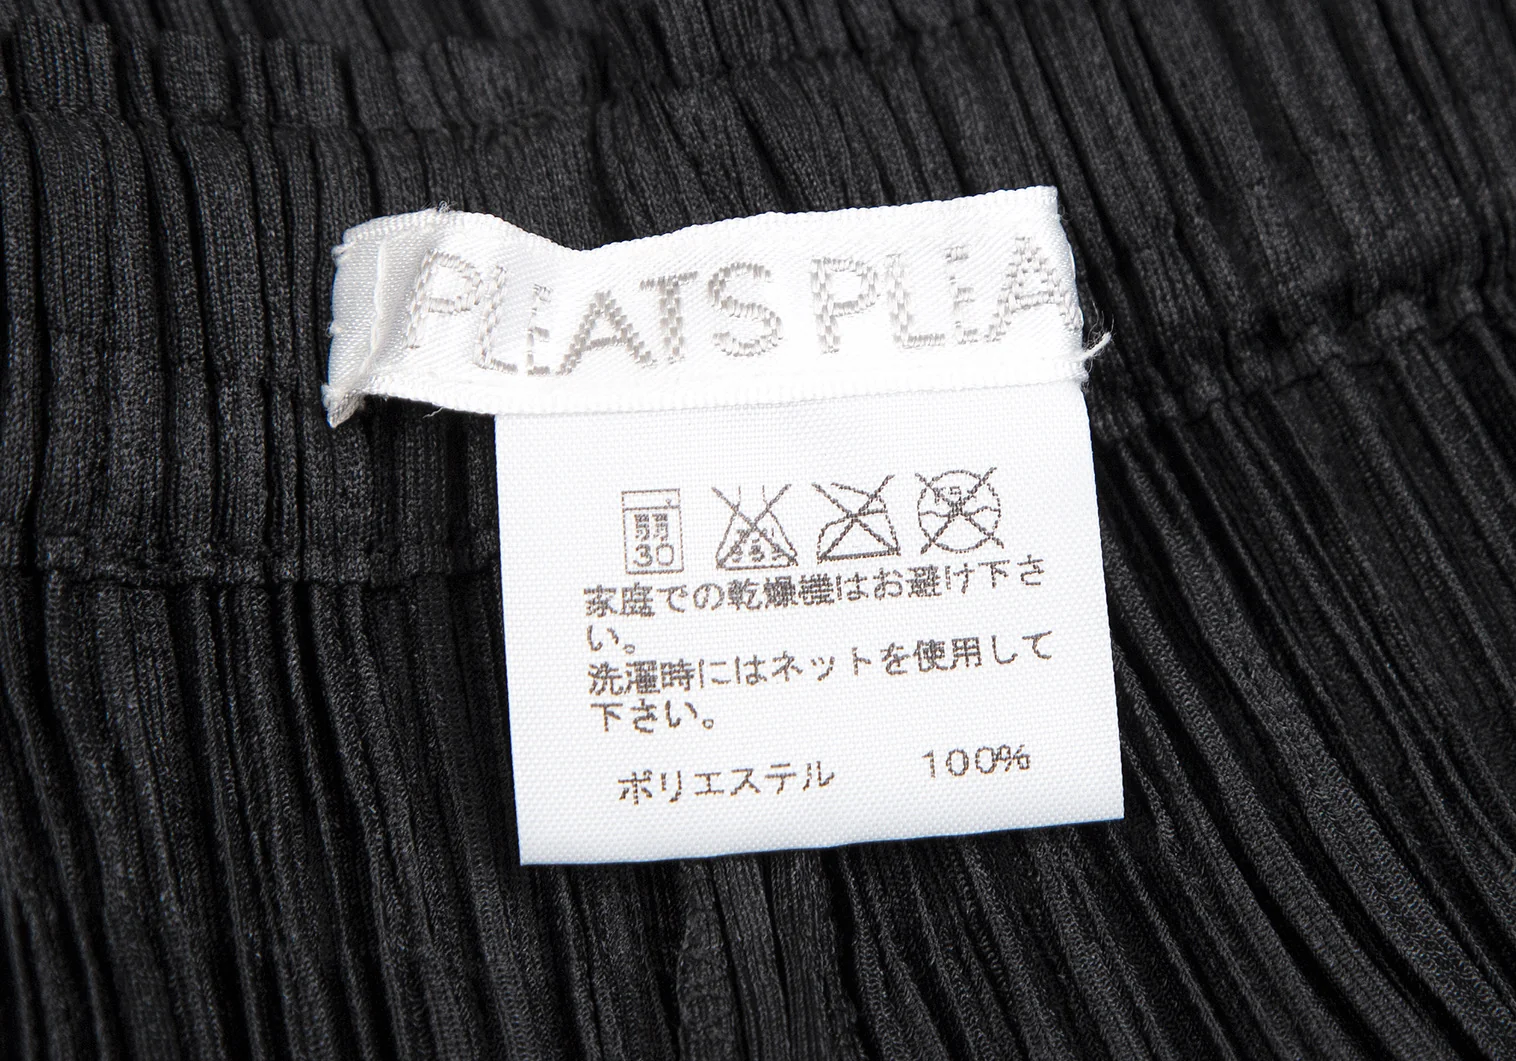 PLEATS PLEA
弱
30
家庭での乾燥機はお避け下さ
い。
洗濯時にはネットを使用して
下さい。
ポリエステル 100%